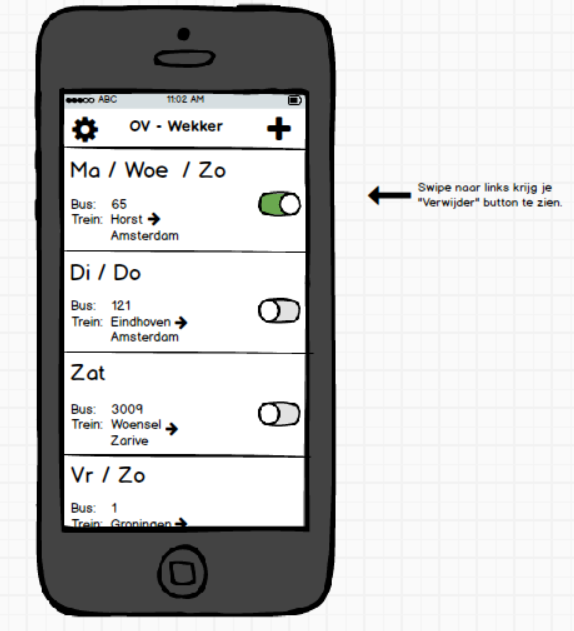 ABC 11:02 AM
OV - Wekker
Ma / Woe / Zo
Bus: 65
Trein: Horst →
Amsterdam
Di / Do
Bus: 121
Trein: Eindhoven →
Amsterdam
Zat
Bus: 3009
Trein: Woensel →
Zarive
Vr / Zo
Bus: 1
Trein: Groningen →
Swipe naar links krijg je
"Verwijder" button te zien.